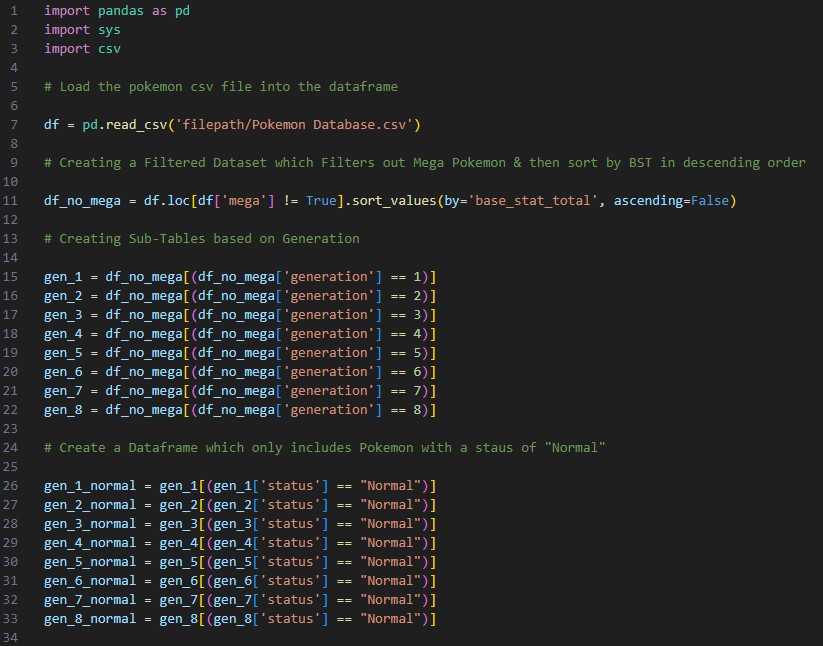 1 import pandas as pd
2 import sys
3 import csv
4
5 # Load the pokemon csv file into the dataframe
6
7 df = pd.read_csv('filepath/Pokemon Database.csv')
8
9 # Creating a Filtered Dataset which Filters out Mega Pokemon & then sort by BST in descending order
10
11 df_no_mega = df.loc[df['mega'] != True].sort_values(by='base_stat_total', ascending=False)
12
13 # Creating Sub-Tables based on Generation
14
15 gen_1 = df_no_mega[(df_no_mega['generation'] == 1)]
16 gen_2 = df_no_mega[(df_no_mega['generation'] == 2)]
17 gen_3 = df_no_mega[(df_no_mega['generation'] == 3)]
18 gen_4 = df_no_mega[(df_no_mega['generation'] == 4)]
19 gen_5 = df_no_mega[(df_no_mega['generation'] == 5)]
20 gen_6 = df_no_mega[(df_no_mega['generation'] == 6)]
21 gen_7 = df_no_mega[(df_no_mega['generation'] == 7)]
22 gen_8 = df_no_mega[(df_no_mega['generation'] == 8)]
23
24 # Create a Dataframe which only includes Pokemon with a staus of "Normal"
25
26 gen_1_normal = gen_1[(gen_1['status'] == "Normal")]
27 gen_2_normal = gen_2[(gen_2['status'] == "Normal")]
28 gen_3_normal = gen_3[(gen_3['status'] == "Normal")]
29 gen_4_normal = gen_4[(gen_4['status'] == "Normal")]
30 gen_5_normal = gen_5[(gen_5['status'] == "Normal")]
31 gen_6_normal = gen_6[(gen_6['status'] == "Normal")]
32 gen_7_normal = gen_7[(gen_7['status'] == "Normal")]
33 gen_8_normal = gen_8[(gen_8['status'] == "Normal")]
34